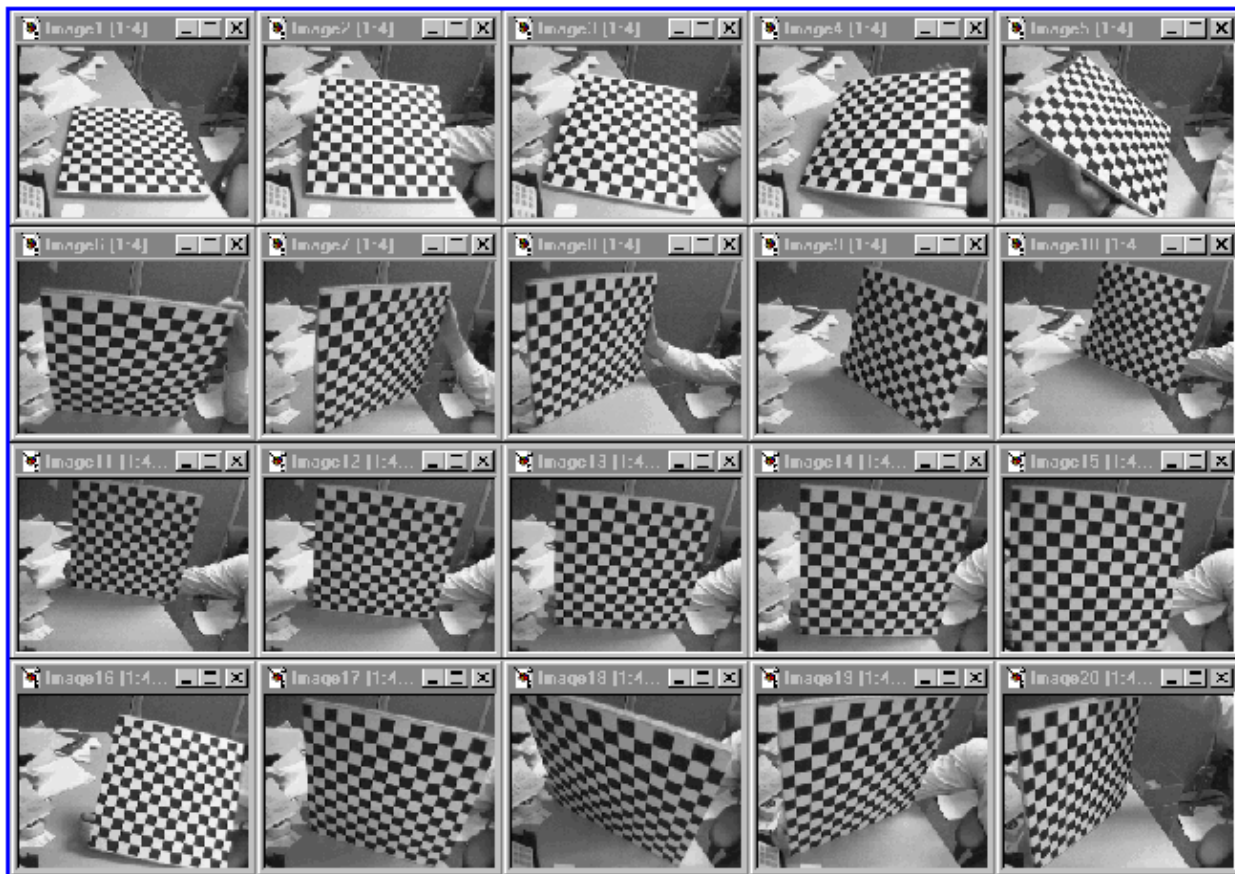 Image1 [1:4]
Image2 [1:4]
Image3 [1:4]
Image4 [1:4]
Image5 [1:4]
Image6 [1:4]
Image7 [1:4]
Image8 [1:4]
Image9 [1:4]
Image10 [1:4
Image11 [1:4...
Image12 [1:4...
Image13 [1:4...
Image14 [1:4...
Image15 [1:4...
Image16 [1:4...
Image17 [1:4...
Image18 [1:4...
Image19 [1:4...
Image20 [1:4...